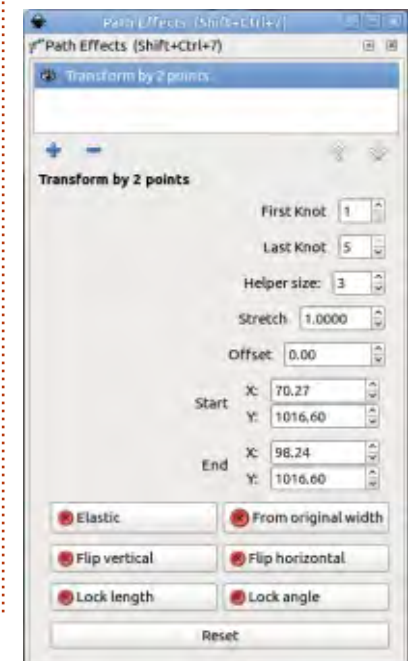 Path Effects (Shift+Ctrl+7)
Path Effects (Shift+Ctrl+7)
Transform by 2 points
Transform by 2 points
First Knot 1
Last Knot 5
Helper size: 3
Stretch 1.0000
Offset 0.00
Start X: 70.27
Y: 1016.60
End X: 98.24
Y: 1016.60
Elastic From original width
Flip vertical Flip horizontal
Lock length Lock angle
Reset